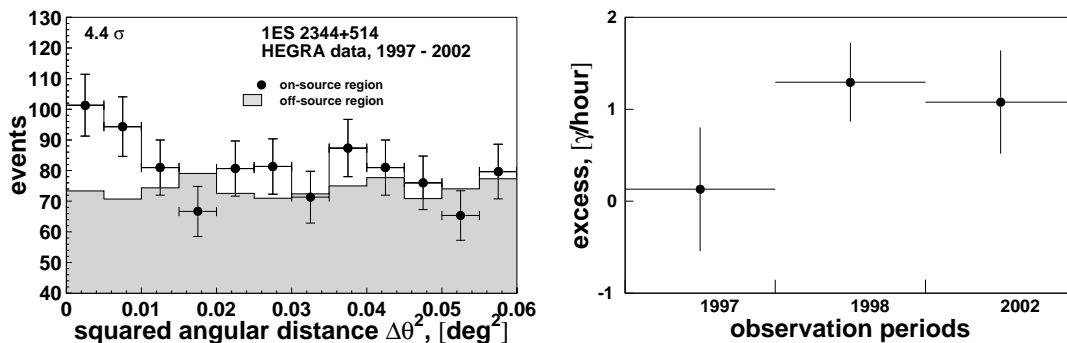 4.4 σ
1ES 2344+514
HEGRA data, 1997 - 2002
on-source region
off-source region
events
130
120
110
100
90
80
70
60
50
40
0 0.01 0.02 0.03 0.04 0.05 0.06
squared angular distance Δθ², [deg²]
excess, [γ/hour]
2
1
0
-1
1997 1998 2002
observation periods